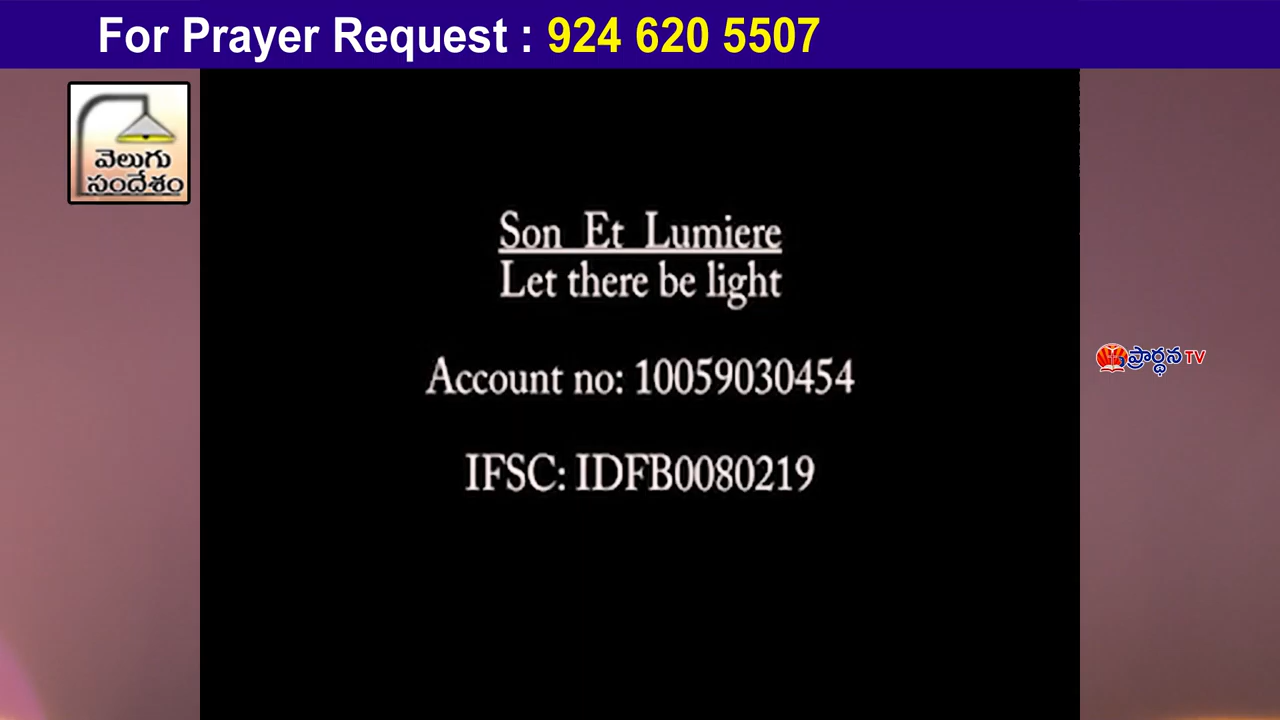 For Prayer Request : 924 620 5507
వెలుగు
సందేశం
Son Et Lumiere
Let there be light
Account no: 10059030454
ప్రార్థన TV
IFSC: IDFB0080219